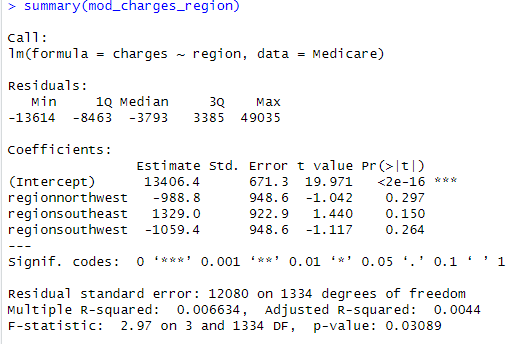 > summary(mod_charges_region)
Call:
lm(formula = charges ~ region, data = Medicare)
Residuals:
   Min     1Q Median     3Q    Max
-13614  -8463  -3793   3385  49035
Coefficients:
                Estimate Std. Error t value Pr(>|t|)
(Intercept)      13406.4      671.3  19.971   <2e-16 ***
regionnorthwest   -988.8      948.6  -1.042    0.297
regionsoutheast   1329.0      922.9   1.440    0.150
regionsouthwest  -1059.4      948.6  -1.117    0.264
---
Signif. codes:  0 ‘***’ 0.001 ‘**’ 0.01 ‘*’ 0.05 ‘.’ 0.1 ‘ ’ 1
Residual standard error: 12080 on 1334 degrees of freedom
Multiple R-squared:  0.006634,  Adjusted R-squared:  0.0044
F-statistic:  2.97 on 3 and 1334 DF,  p-value: 0.03089